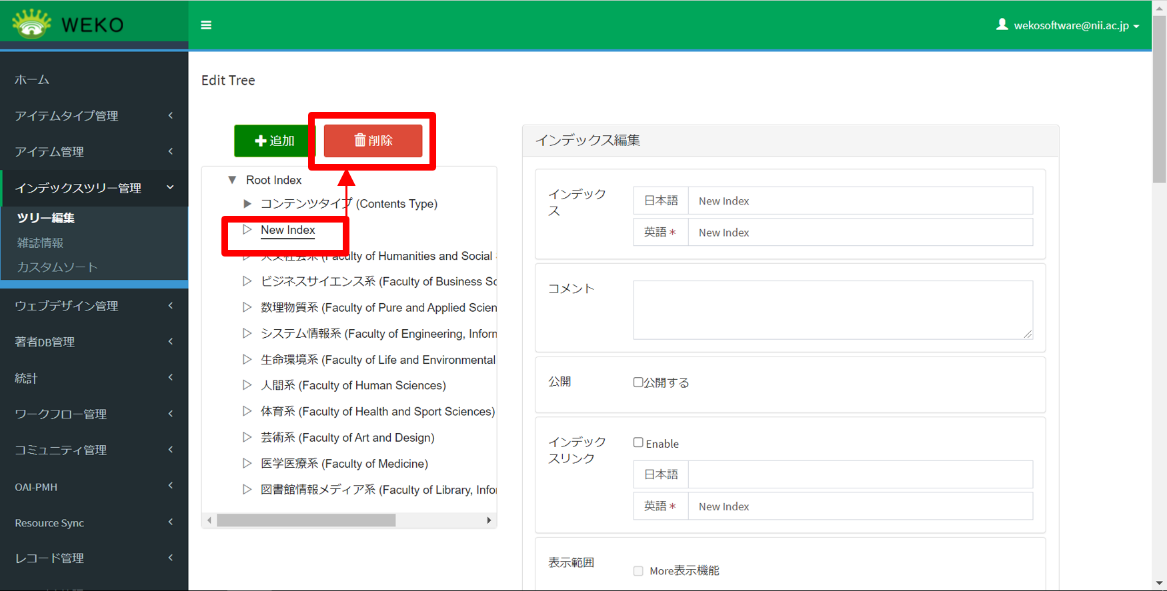 WEKO
wekosoftware@nii.ac.jp
ホーム
アイテムタイプ管理
アイテム管理
インデックスツリー管理
ツリー編集
雑誌情報
カスタムソート
ウェブデザイン管理
著者DB管理
統計
ワークフロー管理
コミュニティ管理
OAI-PMH
Resource Sync
レコード管理
Edit Tree
追加
削除
Root Index
コンテンツタイプ (Contents Type)
New Index
人文社会系 (Faculty of Humanities and Social
ビジネスサイエンス系 (Faculty of Business Sc
数理物質系 (Faculty of Pure and Applied Scien
システム情報系 (Faculty of Engineering, Inform
生命環境系 (Faculty of Life and Environmental
人間系 (Faculty of Human Sciences)
体育系 (Faculty of Health and Sport Sciences)
芸術系 (Faculty of Art and Design)
医学医療系 (Faculty of Medicine)
図書館情報メディア系 (Faculty of Library, Info
インデックス編集
インデック
ス
日本語 New Index
英語 * New Index
コメント
公開
公開する
インデック
スリンク
Enable
日本語
英語 * New Index
表示範囲
More表示機能